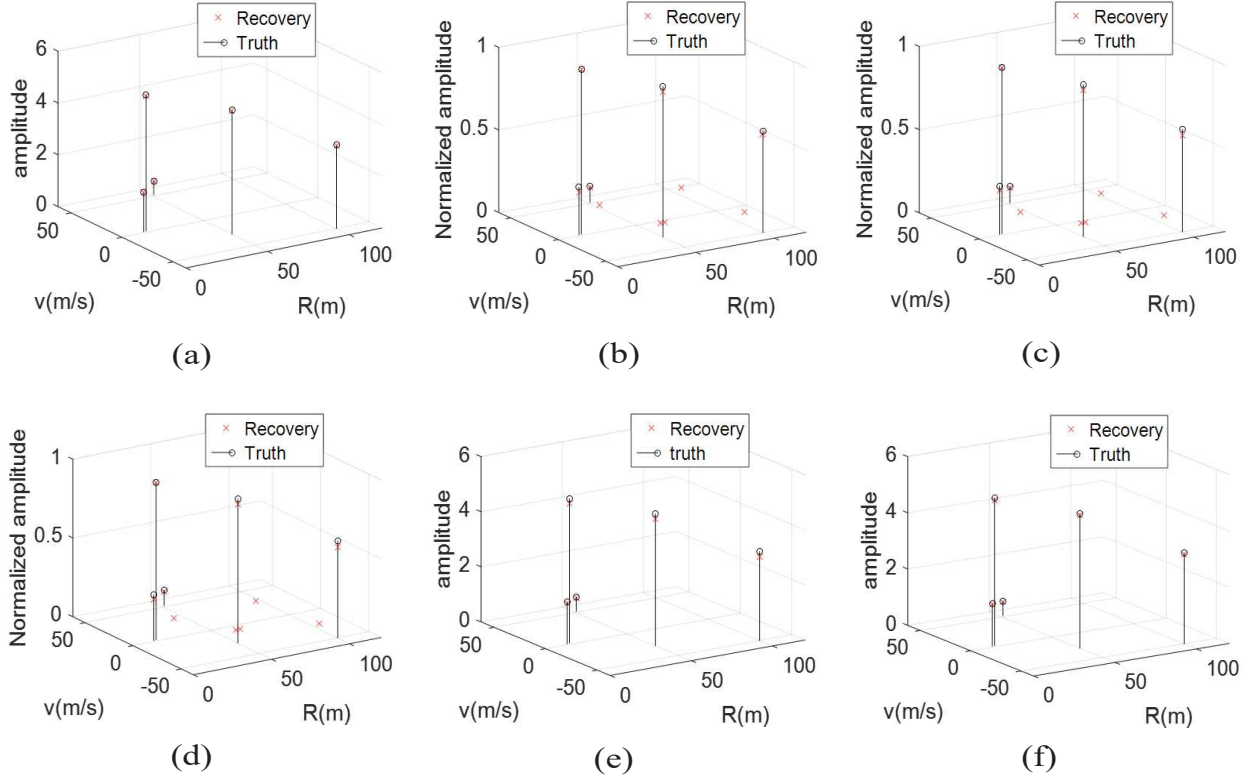 Recovery
Truth
6
4
2
0
amplitude
50
0
-50
v(m/s)
0
50
100
R(m)
(a)
Recovery
Truth
1
0.5
0
Normalized amplitude
50
0
-50
v(m/s)
0
50
100
R(m)
(b)
Recovery
Truth
1
0.5
0
Normalized amplitude
50
0
-50
v(m/s)
0
50
100
R(m)
(c)
Recovery
Truth
1
0.5
0
Normalized amplitude
50
0
-50
v(m/s)
0
50
100
R(m)
(d)
Recovery
truth
6
4
2
0
amplitude
50
0
-50
v(m/s)
0
50
100
R(m)
(e)
Recovery
Truth
6
4
2
0
amplitude
50
0
-50
v(m/s)
0
50
100
R(m)
(f)